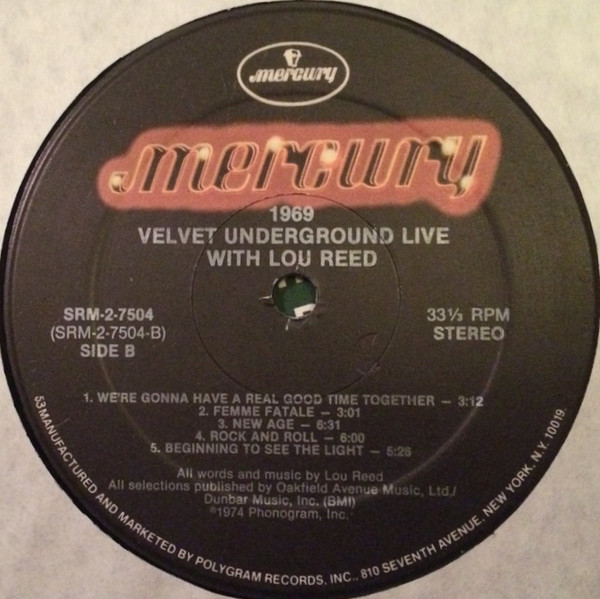 mercury
mercury
1969
VELVET UNDERGROUND LIVE
WITH LOU REED
SRM-2-7504
(SRM-2-7504-B)
SIDE B
33⅓ RPM
STEREO
1. WE'RE GONNA HAVE A REAL GOOD TIME TOGETHER – 3:12
2. FEMME FATALE – 3:01
3. NEW AGE – 6:31
4. ROCK AND ROLL – 6:00
5. BEGINNING TO SEE THE LIGHT – 5:26
All words and music by Lou Reed
All selections published by Oakfield Avenue Music, Ltd./
Dunbar Music, Inc. (BMI)
℗1974 Phonogram, Inc.
53 MANUFACTURED AND MARKETED BY POLYGRAM RECORDS, INC., 810 SEVENTH AVENUE, NEW YORK, N.Y. 10019.